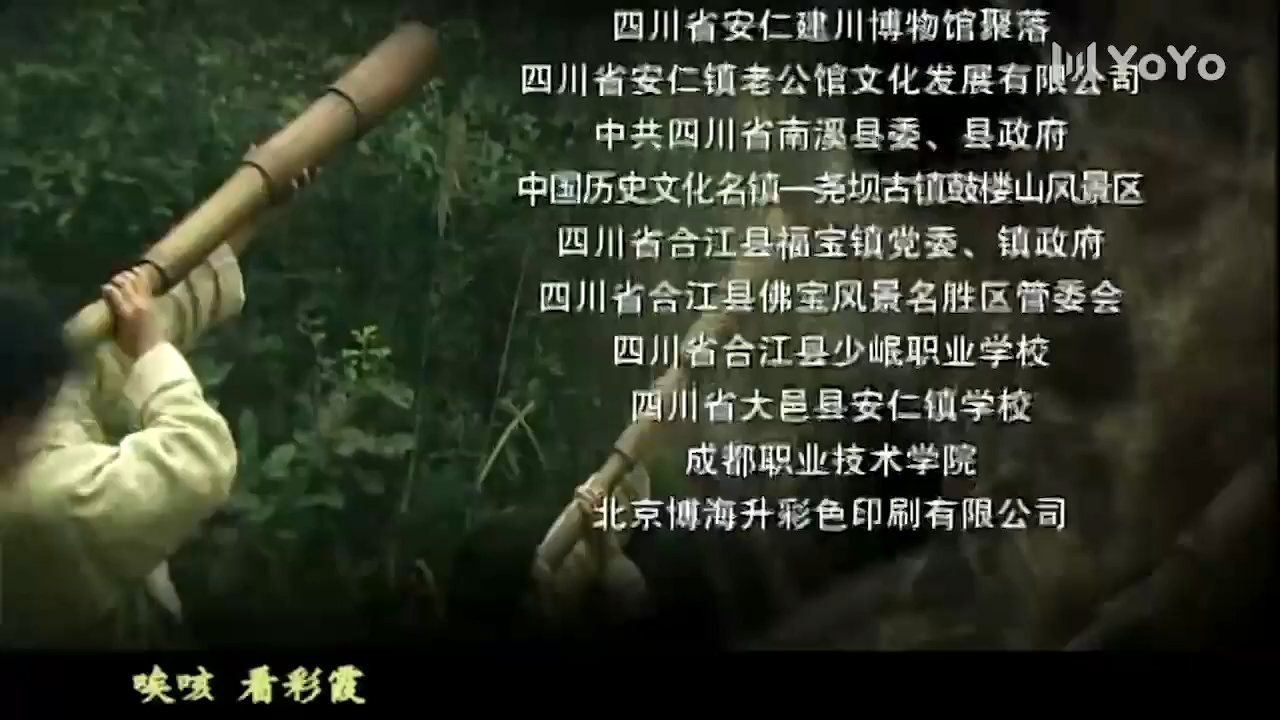 四川省安仁建川博物馆聚落
YoYo
四川省安仁镇老公馆文化发展有限公司
中共四川省南溪县委、县政府
中国历史文化名镇—尧坝古镇鼓楼山风景区
四川省合江县福宝镇党委、镇政府
四川省合江县佛宝风景名胜区管委会
四川省合江县少岷职业学校
四川省大邑县安仁镇学校
成都职业技术学院
北京博海升彩色印刷有限公司
唉咳 看彩霞